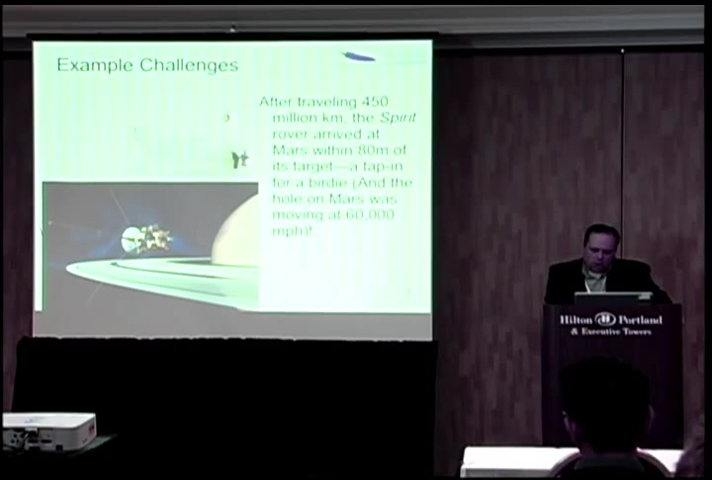 Example Challenges
After traveling 450
million km, the Spirit
rover arrived at
Mars within 80m of
its target—a tap-in
for a birdie (And the
hole on Mars was
moving at 60,000
mph)!
Hilton Portland
& Executive Towers